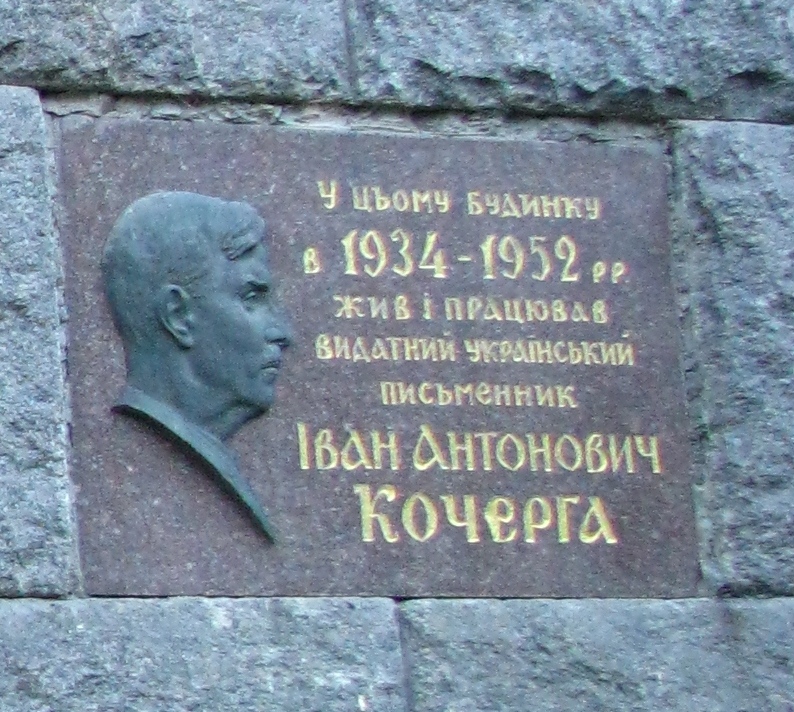 У цьому будинку
в 1934-1952 рр.
жив і працював
видатний український
письменник
Іван Антонович
Кочерга